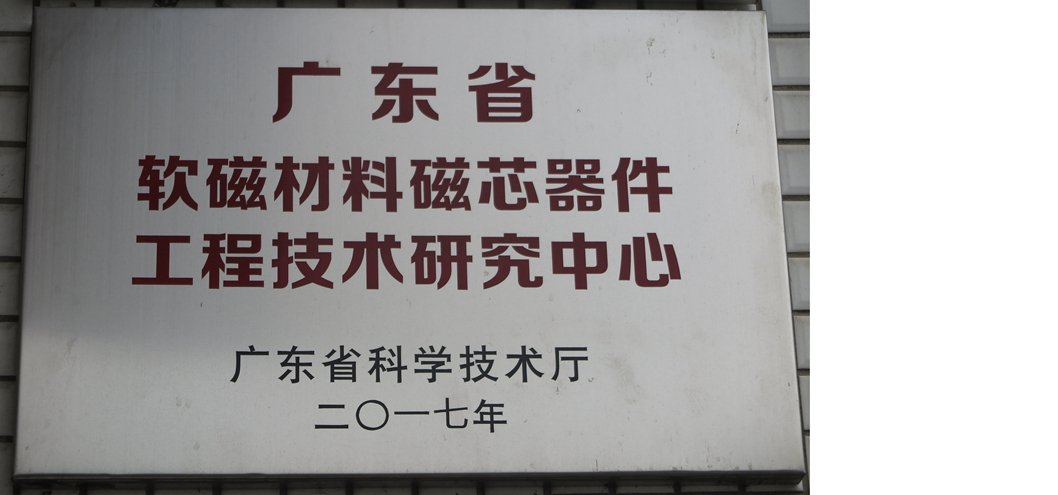 广东省
软磁材料磁芯器件
工程技术研究中心
广东省科学技术厅
二〇一七年